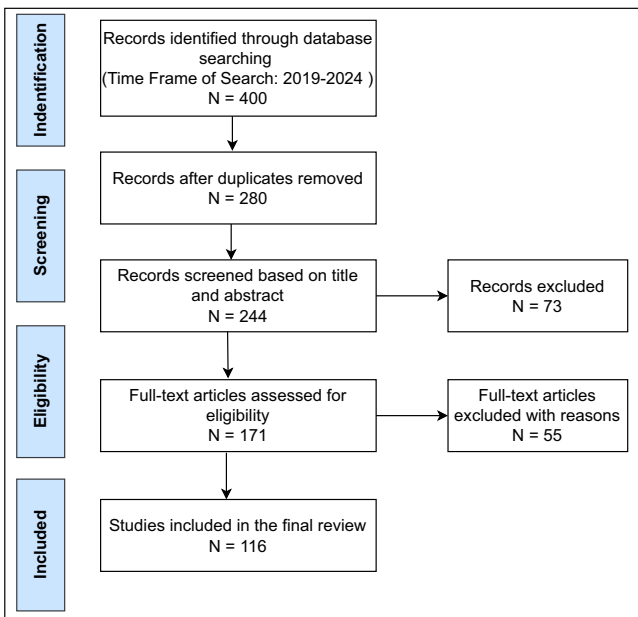 Indentification
Records identified through database
searching
(Time Frame of Search: 2019-2024 )
N = 400
Screening
Records after duplicates removed
N = 280
Records screened based on title
and abstract
N = 244
Records excluded
N = 73
Eligibility
Full-text articles assessed for
eligibility
N = 171
Full-text articles
excluded with reasons
N = 55
Included
Studies included in the final review
N = 116